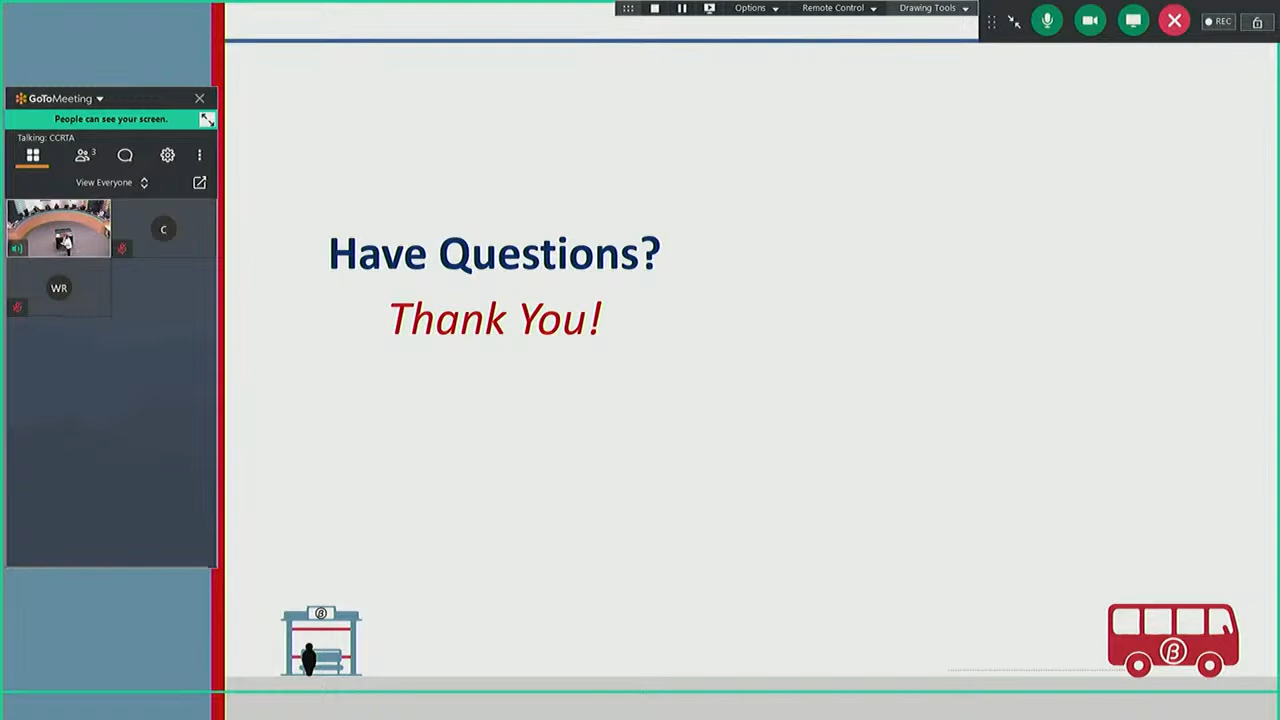 Options
Remote Control
Drawing Tools
REC
GoToMeeting
People can see your screen.
Talking: CCRTA
3
View Everyone
C
WR
Have Questions?
Thank You!
β
β